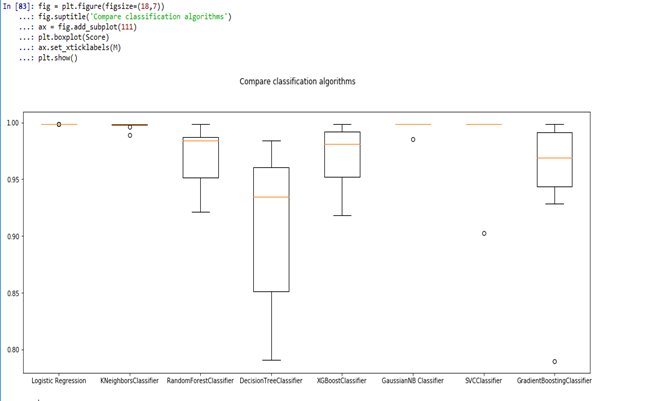 In [83]: fig = plt.figure(figsize=(18,7))
...: fig.suptitle('Compare classification algorithms')
...: ax = fig.add_subplot(111)
...: plt.boxplot(Score)
...: ax.set_xticklabels(M)
...: plt.show()
Compare classification algorithms
1.00
0.95
0.90
0.85
0.80
Logistic Regression KNeighborsClassifier RandomForestClassifier DecisionTreeClassifier XGBoostClassifier GaussianNB Classifier SVCClassifier GradientBoostingClassifier